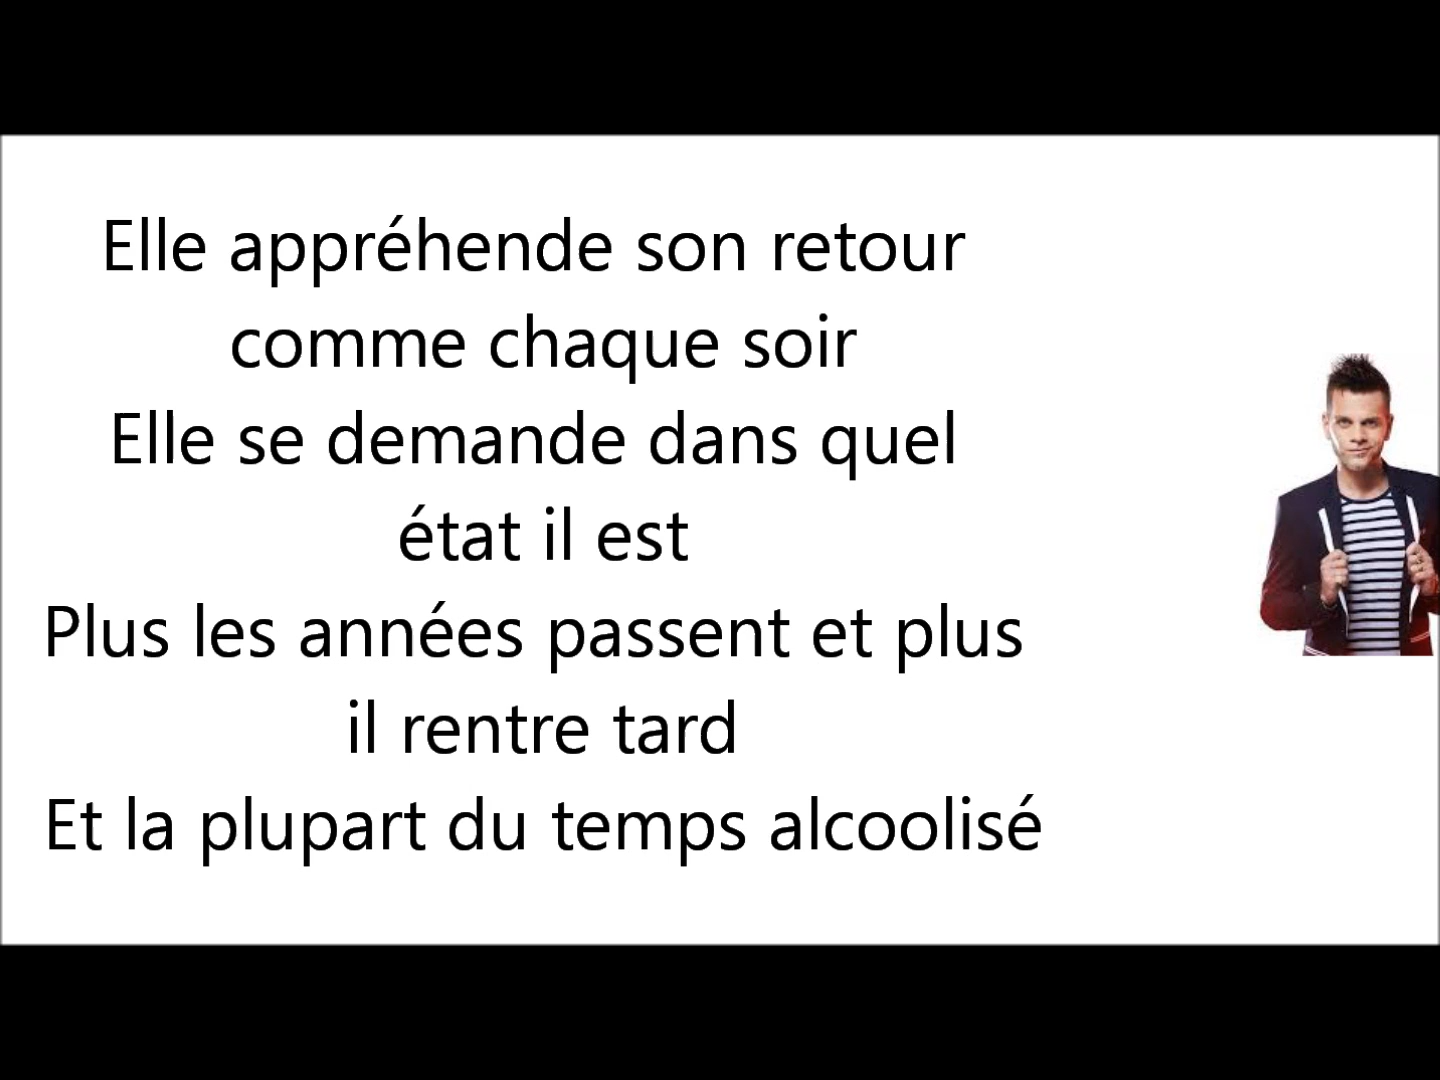 Elle appréhende son retour
comme chaque soir
Elle se demande dans quel
état il est
Plus les années passent et plus
il rentre tard
Et la plupart du temps alcoolisé